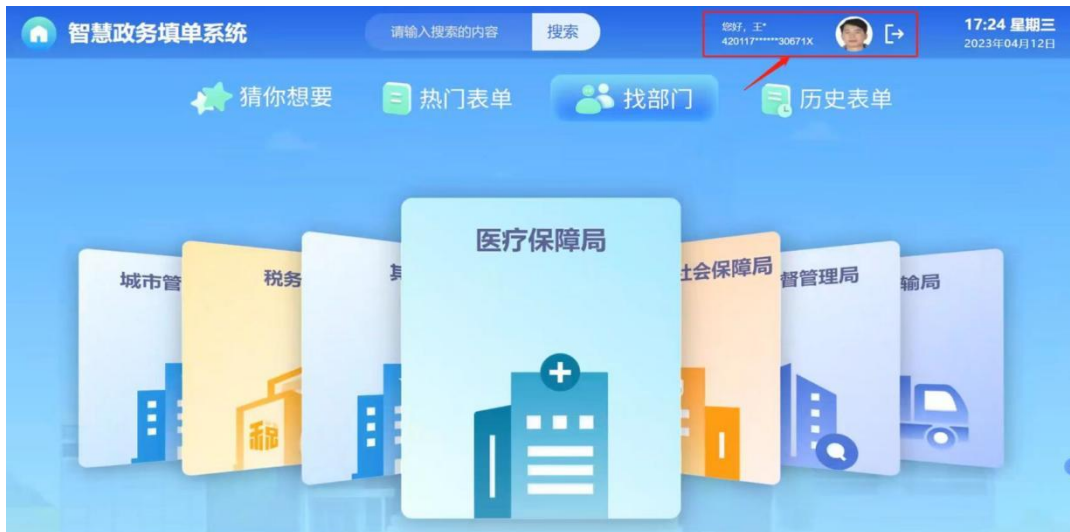 智慧政务填单系统
请输入搜索的内容
搜索
您好，王*
420117******30671X
17:24 星期三
2023年04月12日
猜你想要
热门表单
找部门
历史表单
城市管
税务
其
医疗保障局
社会保障局
督管理局
输局
税